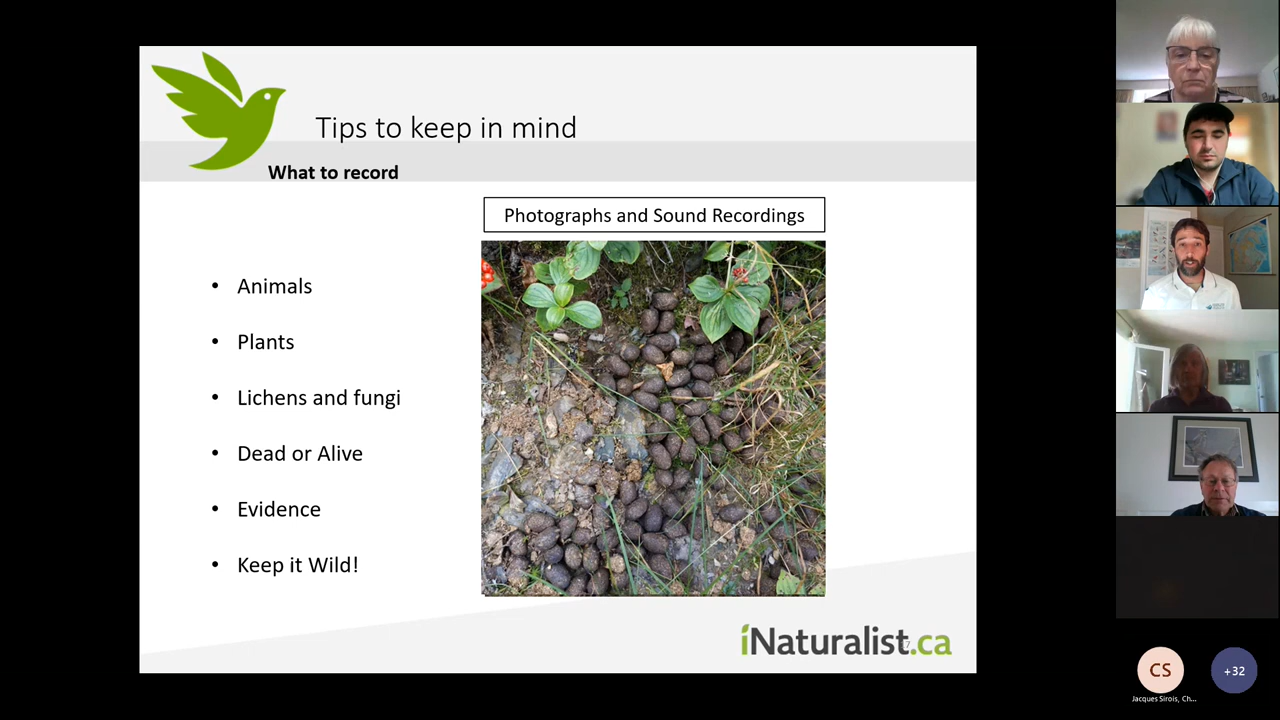 Tips to keep in mind
What to record
Photographs and Sound Recordings
• Animals
• Plants
• Lichens and fungi
• Dead or Alive
• Evidence
• Keep it Wild!
iNaturalist.ca
CS
+32
Jacques Sirois, Ch...